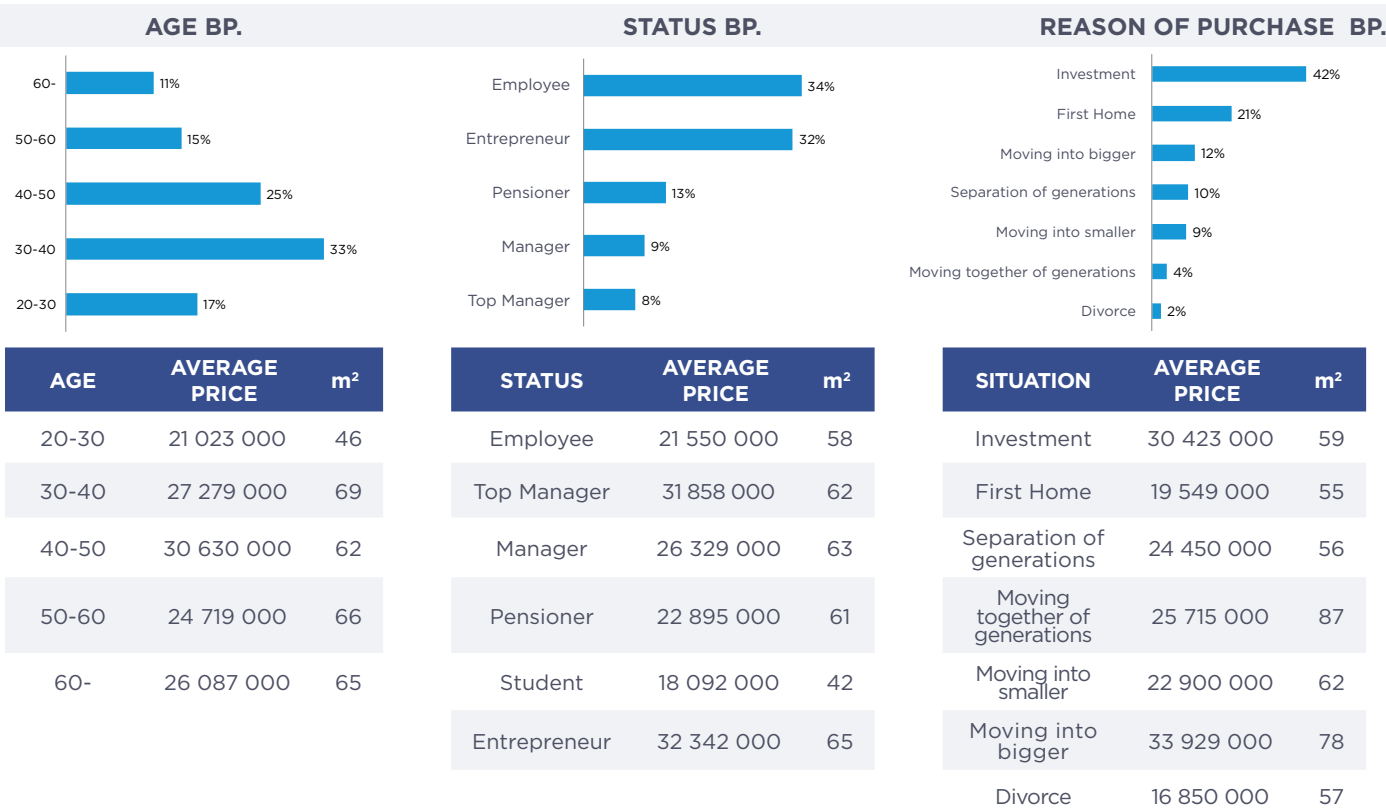 AGE BP.
60-
11%
50-60
15%
40-50
25%
30-40
33%
20-30
17%
AGE
AVERAGE
PRICE
m²
20-30 21 023 000 46
30-40 27 279 000 69
40-50 30 630 000 62
50-60 24 719 000 66
60- 26 087 000 65
STATUS BP.
Employee
34%
Entrepreneur
32%
Pensioner
13%
Manager
9%
Top Manager
8%
STATUS
AVERAGE
PRICE
m²
Employee 21 550 000 58
Top Manager 31 858 000 62
Manager 26 329 000 63
Pensioner 22 895 000 61
Student 18 092 000 42
Entrepreneur 32 342 000 65
REASON OF PURCHASE BP.
Investment
42%
First Home
21%
Moving into bigger
12%
Separation of generations
10%
Moving into smaller
9%
Moving together of generations
4%
Divorce
2%
SITUATION
AVERAGE
PRICE
m²
Investment 30 423 000 59
First Home 19 549 000 55
Separation of
generations
24 450 000 56
Moving
together of
generations
25 715 000 87
Moving into
smaller
22 900 000 62
Moving into
bigger
33 929 000 78
Divorce 16 850 000 57